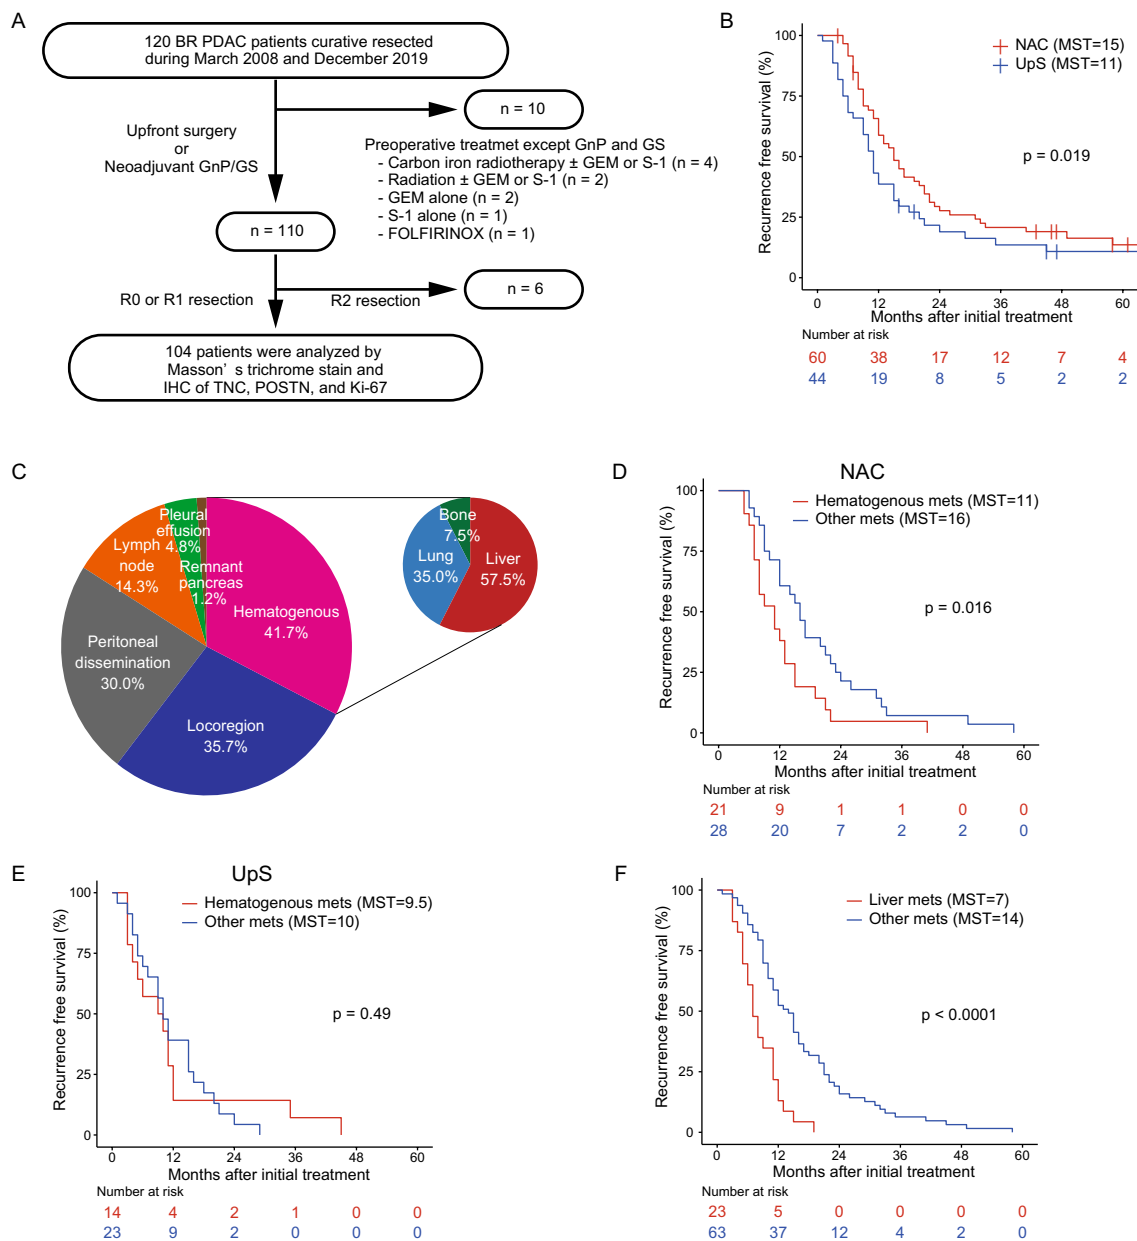 A
120 BR PDAC patients curative resected
during March 2008 and December 2019
n = 10
Upfront surgery
or
Neoadjuvant GnP/GS
Preoperative treatmet except GnP and GS
- Carbon iron radiotherapy ± GEM or S-1 (n = 4)
- Radiation ± GEM or S-1 (n = 2)
- GEM alone (n = 2)
- S-1 alone (n = 1)
- FOLFIRINOX (n = 1)
n = 110
R0 or R1 resection
R2 resection
n = 6
104 patients were analyzed by
Masson’ s trichrome stain and
IHC of TNC, POSTN, and Ki-67
B
Recurrence free survival (%)
100
75
50
25
0
NAC (MST=15)
UpS (MST=11)
p = 0.019
0 12 24 36 48 60
Months after initial treatment
Number at risk
60 38 17 12 7 4
44 19 8 5 2 2
C
Pleural
effusion
4.8%
Lymph
node
14.3%
Remnant
pancreas
1.2%
Hematogenous
41.7%
Peritoneal
dissemination
30.0%
Locoregion
35.7%
Bone
7.5%
Lung
35.0%
Liver
57.5%
D
NAC
Recurrence free survival (%)
100
75
50
25
0
Hematogenous mets (MST=11)
Other mets (MST=16)
p = 0.016
0 12 24 36 48 60
Months after initial treatment
Number at risk
21 9 1 1 0 0
28 20 7 2 2 0
E
UpS
Recurrence free survival (%)
100
75
50
25
0
Hematogenous mets (MST=9.5)
Other mets (MST=10)
p = 0.49
0 12 24 36 48 60
Months after initial treatment
Number at risk
14 4 2 1 0 0
23 9 2 0 0 0
F
Recurrence free survival (%)
100
75
50
25
0
Liver mets (MST=7)
Other mets (MST=14)
p < 0.0001
0 12 24 36 48 60
Months after initial treatment
Number at risk
23 5 0 0 0 0
63 37 12 4 2 0